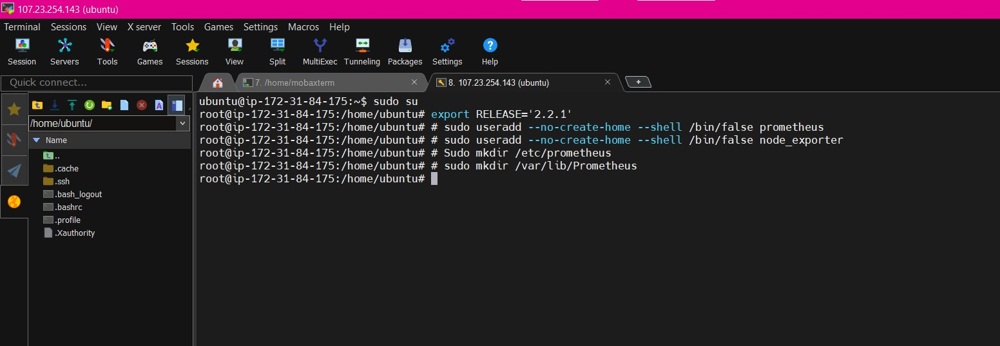 107.23.254.143 (ubuntu)
Terminal Sessions View X server Tools Games Settings Macros Help
Session Servers Tools Games Sessions View Split MultiExec Tunneling Packages Settings Help
Quick connect...
7. /home/mobaxterm
8. 107.23.254.143 (ubuntu)
/home/ubuntu/
Name
..
.cache
.ssh
.bash_logout
.bashrc
.profile
.Xauthority
ubuntu@ip-172-31-84-175:~$ sudo su
root@ip-172-31-84-175:/home/ubuntu# export RELEASE='2.2.1'
root@ip-172-31-84-175:/home/ubuntu# # sudo useradd --no-create-home --shell /bin/false prometheus
root@ip-172-31-84-175:/home/ubuntu# # sudo useradd --no-create-home --shell /bin/false node_exporter
root@ip-172-31-84-175:/home/ubuntu# # Sudo mkdir /etc/prometheus
root@ip-172-31-84-175:/home/ubuntu# # sudo mkdir /var/lib/Prometheus
root@ip-172-31-84-175:/home/ubuntu#